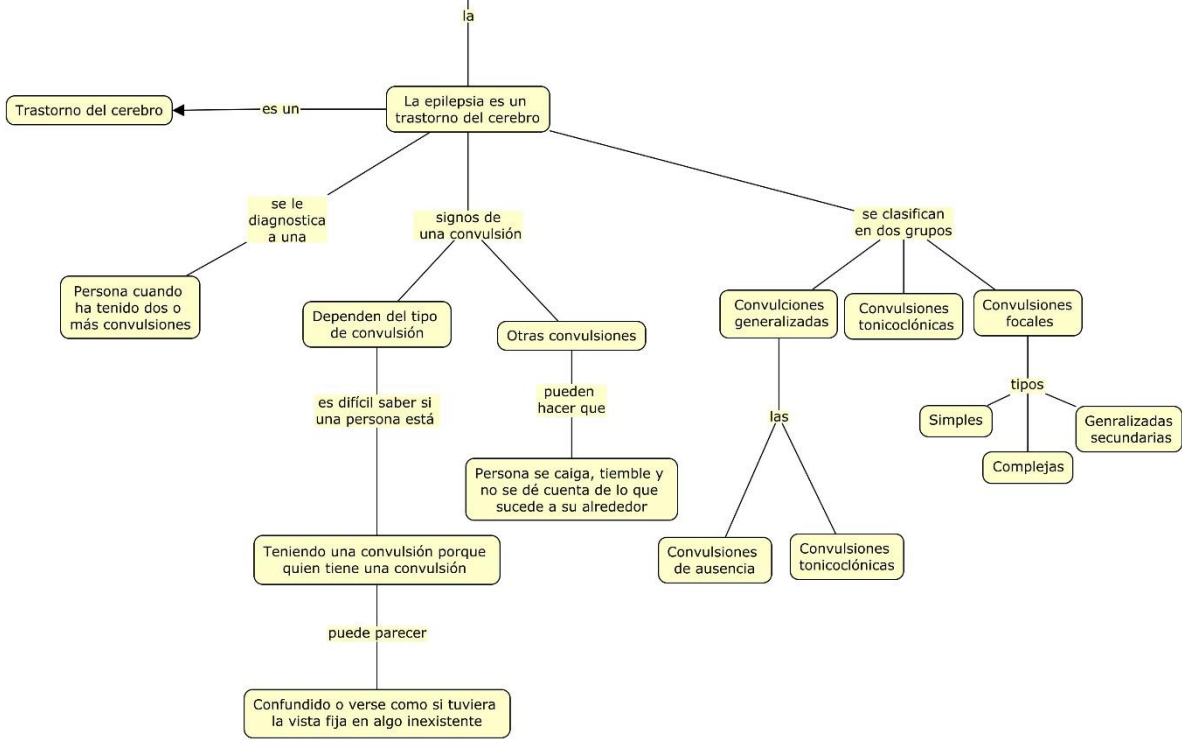 la
La epilepsia es un
trastorno del cerebro
es un
Trastorno del cerebro
se le
diagnostica
a una
Persona cuando
ha tenido dos o
más convulsiones
signos de
una convulsión
Dependen del tipo
de convulsión
es difícil saber si
una persona está
Teniendo una convulsión porque
quien tiene una convulsión
puede parecer
Confundido o verse como si tuviera
la vista fija en algo inexistente
Otras convulsiones
pueden
hacer que
Persona se caiga, tiemble y
no se dé cuenta de lo que
sucede a su alrededor
se clasifican
en dos grupos
Convulciones
generalizadas
las
Convulsiones
de ausencia
Convulsiones
tonicoclónicas
Convulsiones
tonicoclónicas
Convulsiones
focales
tipos
Simples
Complejas
Genralizadas
secundarias